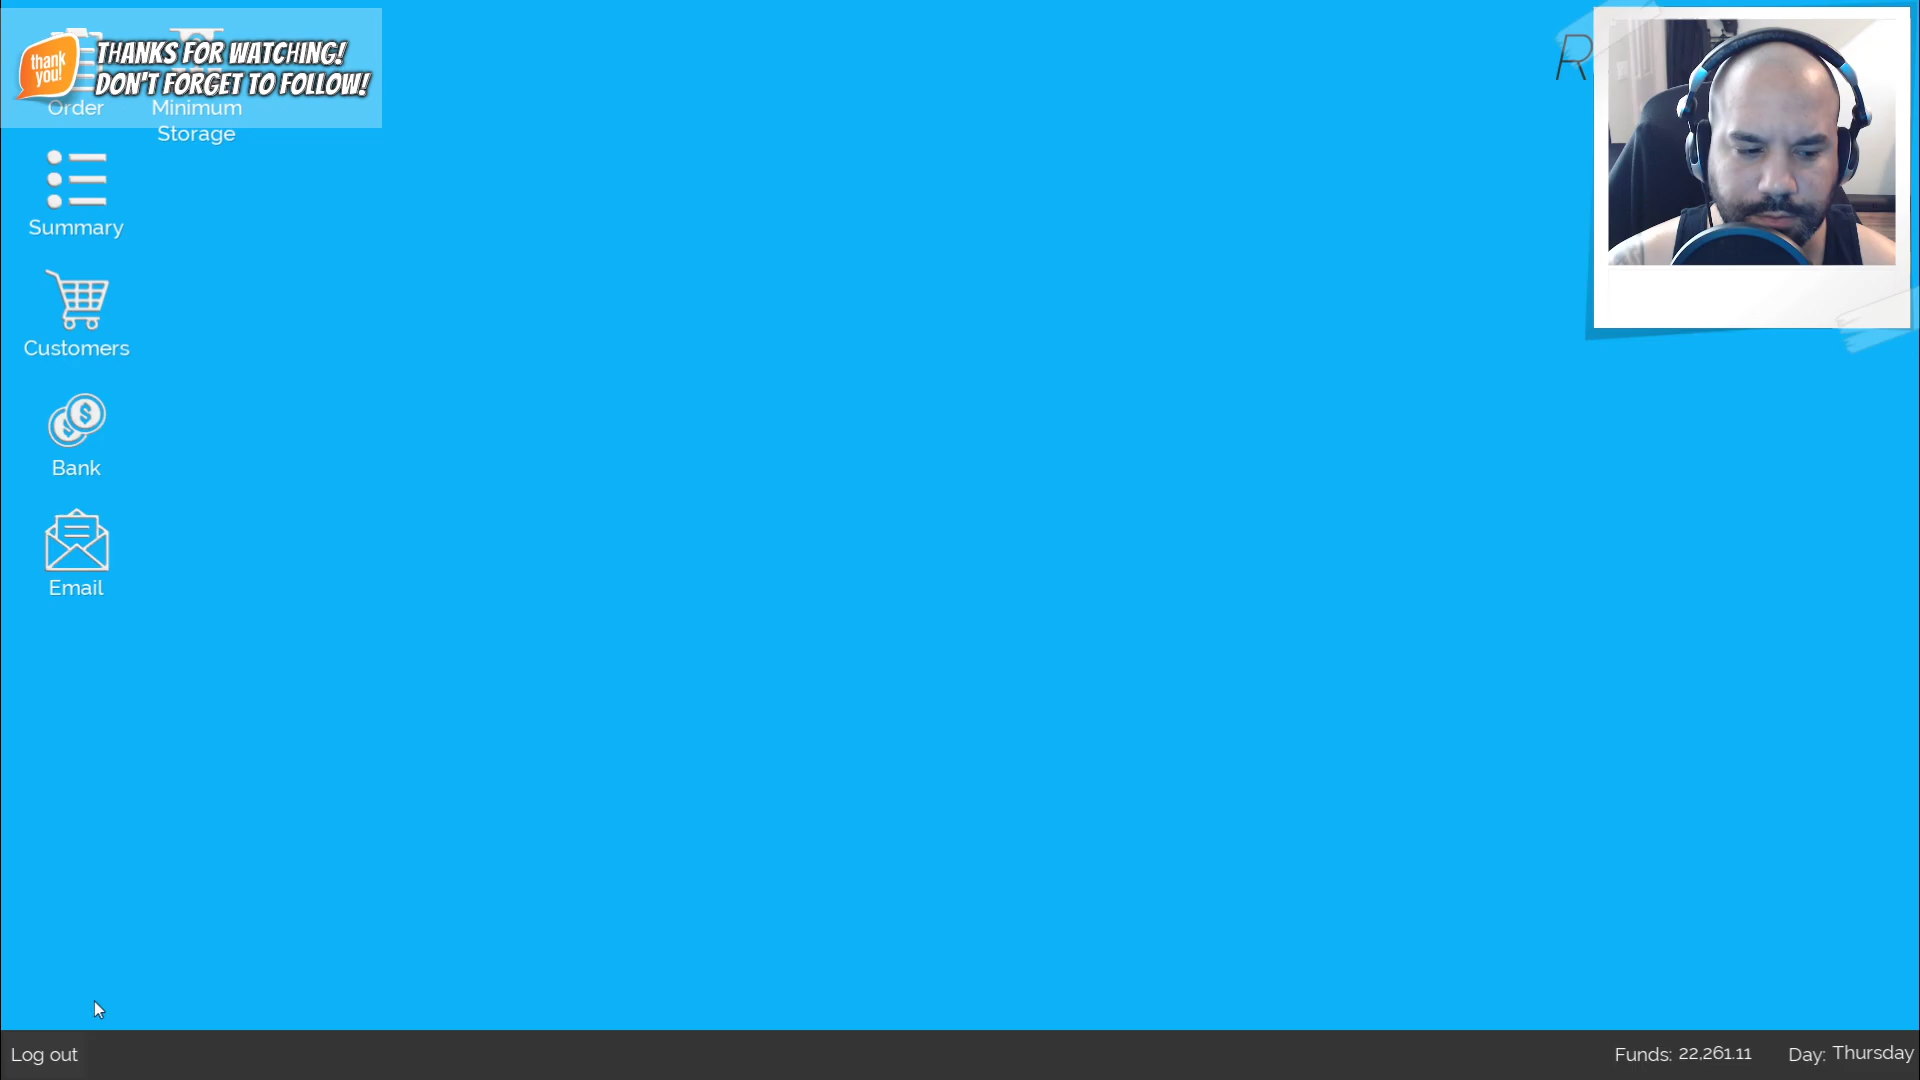 thank
you!
THANKS FOR WATCHING!
DON'T FORGET TO FOLLOW!
Order
Minimum
Storage
R
Summary
Customers
Bank
Email
Log out
Funds: 22,261.11
Day: Thursday